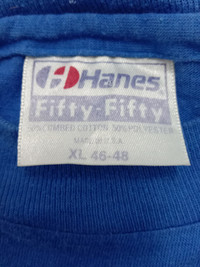 Hanes
Fifty-Fifty
50% COMBED COTTON 50% POLYESTER
MADE IN U.S.A.
XL 46-48